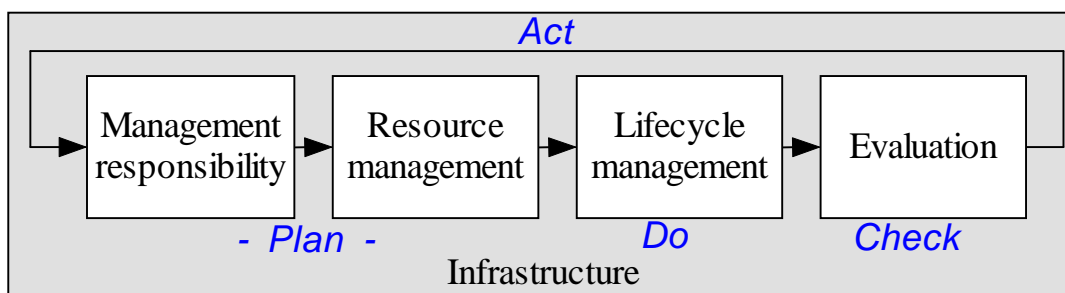 Act
Management
responsibility
Resource
management
Lifecycle
management
Evaluation
- Plan -
Do
Check
Infrastructure